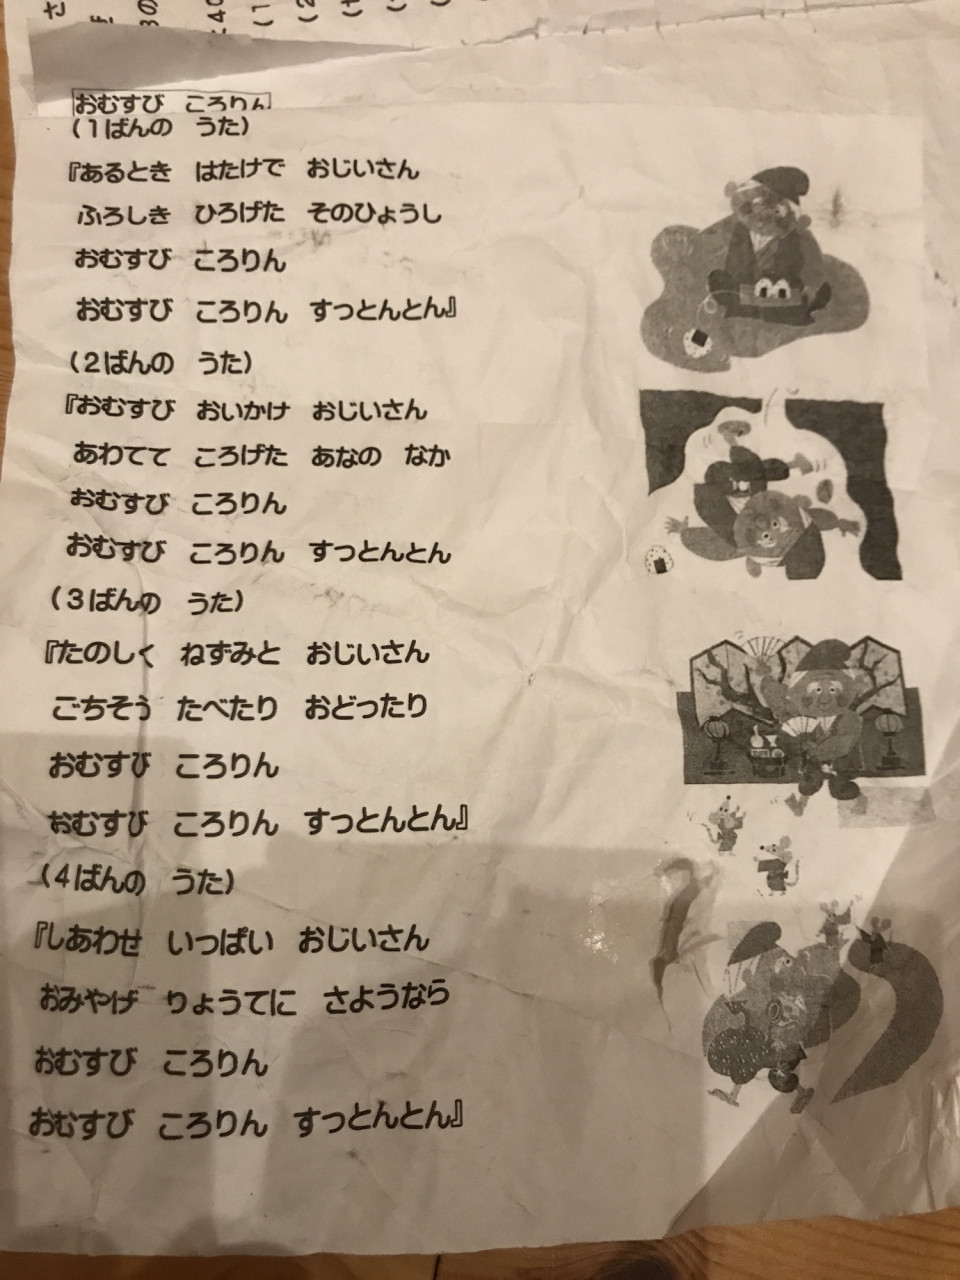 おむすび　ころりん
（１ばんの　うた）
『あるとき　はたけで　おじいさん
ふろしき　ひろげた　そのひょうし
おむすび　ころりん
おむすび　ころりん　すっとんとん』
（２ばんの　うた）
『おむすび　おいかけ　おじいさん
あわてて　ころげた　あなの　なか
おむすび　ころりん
おむすび　ころりん　すっとんとん
（３ばんの　うた）
『たのしく　ねずみと　おじいさん
ごちそう　たべたり　おどったり
おむすび　ころりん
おむすび　ころりん　すっとんとん』
（４ばんの　うた）
『しあわせ　いっぱい　おじいさん
おみやげ　りょうてに　さようなら
おむすび　ころりん
おむすび　ころりん　すっとんとん』